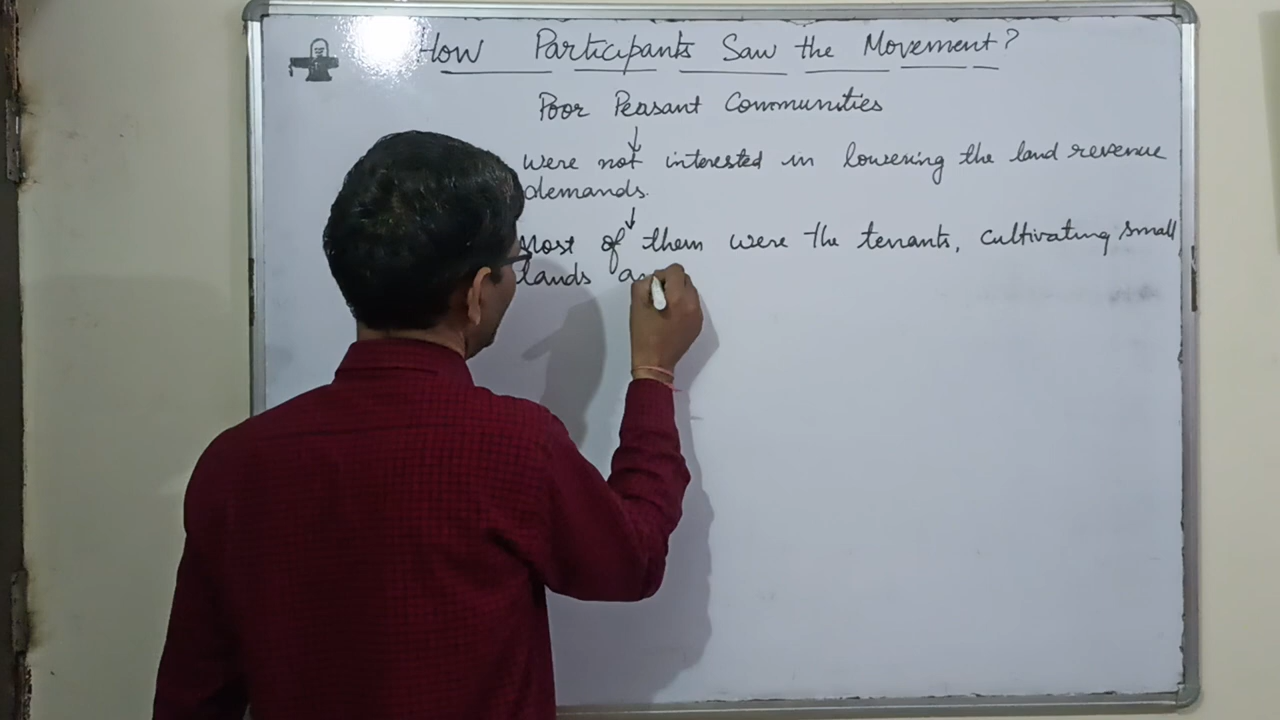 How Participants Saw the Movement?
Poor Peasant Communities
were not interested in lowering the land revenue
demands.
Most of them were the tenants, cultivating small
lands